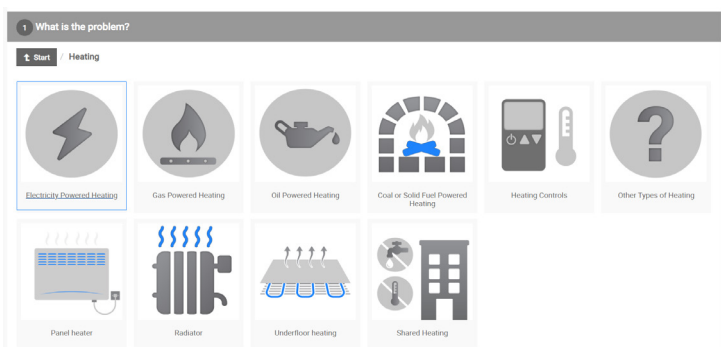 1 What is the problem?
Start / Heating
Electricity Powered Heating
Gas Powered Heating
Oil Powered Heating
Coal or Solid Fuel Powered
Heating
Heating Controls
Other Types of Heating
Panel heater
Radiator
Underfloor heating
Shared Heating